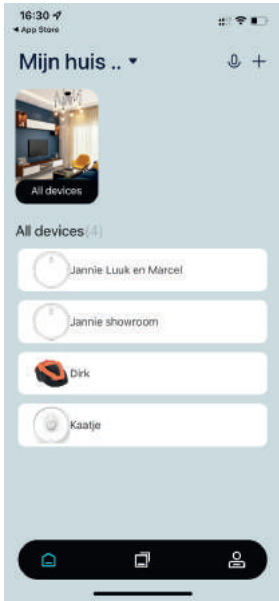 16:30
App Store
Mijn huis ..
All devices
All devices(4)
Jannie Luuk en Marcel
Jannie showroom
Dirk
Kaatje